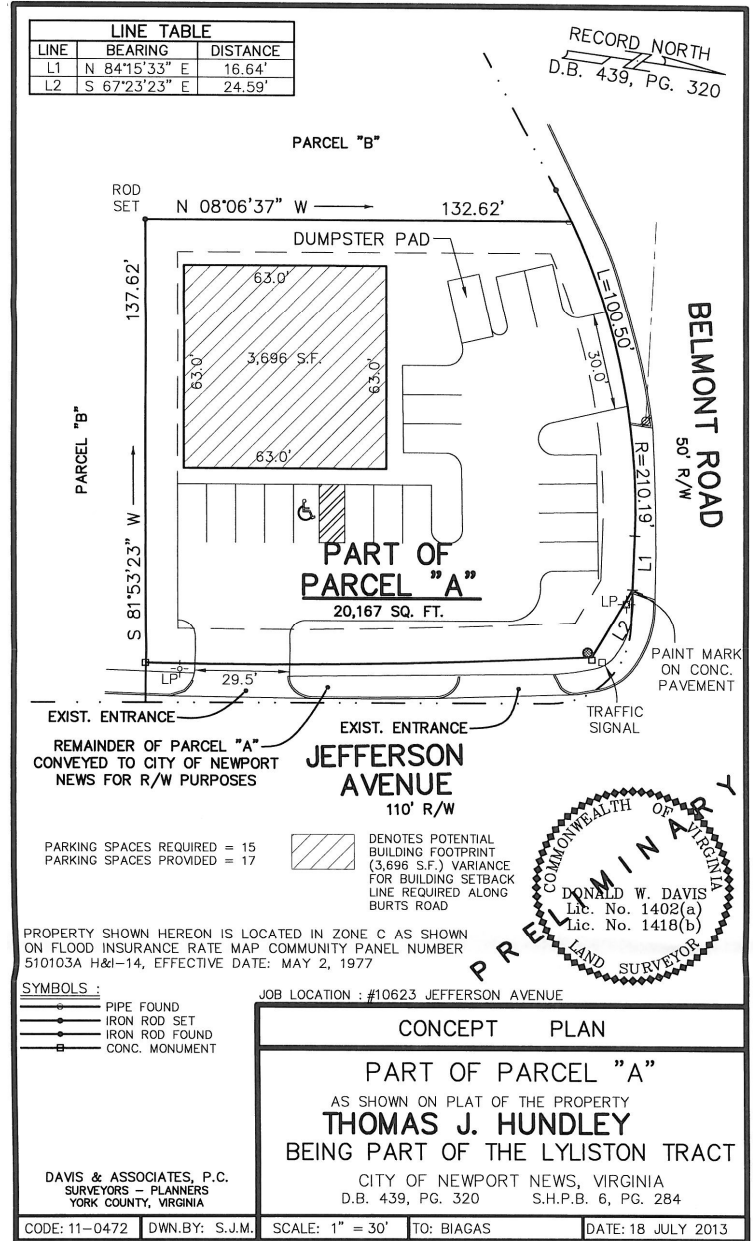 LINE TABLE
LINE BEARING DISTANCE
L1 N 84°15'33" E 16.64'
L2 S 67°23'23" E 24.59'
RECORD NORTH
D.B. 439, PG. 320
PARCEL "B"
ROD
SET
N 08°06'37" W
132.62'
DUMPSTER PAD
137.62'
63.0'
63.0'
3,696 S.F.
63.0'
63.0'
L=100.50'
30.0'
BELMONT ROAD
50' R/W
PARCEL "B"
S 81°53'23" W
R=210.19'
L1
PART OF
PARCEL "A"
20,167 SQ. FT.
LP
L2
PAINT MARK
ON CONC.
PAVEMENT
LP
29.5'
TRAFFIC
SIGNAL
EXIST. ENTRANCE
EXIST. ENTRANCE
REMAINDER OF PARCEL "A"
CONVEYED TO CITY OF NEWPORT
NEWS FOR R/W PURPOSES
JEFFERSON
AVENUE
110' R/W
PARKING SPACES REQUIRED = 15
PARKING SPACES PROVIDED = 17
DENOTES POTENTIAL
BUILDING FOOTPRINT
(3,696 S.F.) VARIANCE
FOR BUILDING SETBACK
LINE REQUIRED ALONG
BURTS ROAD
COMMONWEALTH OF VIRGINIA
DONALD W. DAVIS
Lic. No. 1402(a)
Lic. No. 1418(b)
LAND SURVEYOR
PRELIMINARY
PROPERTY SHOWN HEREON IS LOCATED IN ZONE C AS SHOWN
ON FLOOD INSURANCE RATE MAP COMMUNITY PANEL NUMBER
510103A H&I-14, EFFECTIVE DATE: MAY 2, 1977
SYMBOLS :
PIPE FOUND
IRON ROD SET
IRON ROD FOUND
CONC. MONUMENT
JOB LOCATION : #10623 JEFFERSON AVENUE
CONCEPT PLAN
PART OF PARCEL "A"
AS SHOWN ON PLAT OF THE PROPERTY
THOMAS J. HUNDLEY
BEING PART OF THE LYLISTON TRACT
CITY OF NEWPORT NEWS, VIRGINIA
D.B. 439, PG. 320 S.H.P.B. 6, PG. 284
DAVIS & ASSOCIATES, P.C.
SURVEYORS - PLANNERS
YORK COUNTY, VIRGINIA
CODE: 11-0472 DWN.BY: S.J.M. SCALE: 1" = 30' TO: BIAGAS DATE: 18 JULY 2013